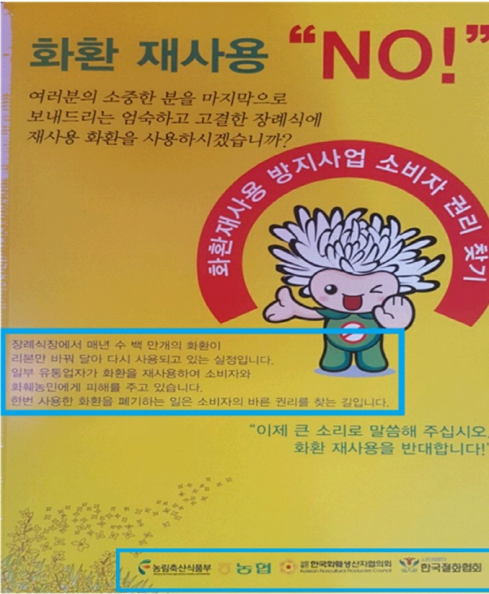 화환 재사용 “NO!”
여러분의 소중한 분을 마지막으로
보내드리는 엄숙하고 고결한 장례식에
재사용 화환을 사용하시겠습니까?
화환재사용 방지사업 소비자 권리 찾기
장례식장에서 매년 수 백 만개의 화환이
리본만 바꿔 달아 다시 사용되고 있는 실정입니다.
일부 유통업자가 화환을 재사용하여 소비자와
화훼농민에게 피해를 주고 있습니다.
한번 사용한 화환을 폐기하는 일은 소비자의 바른 권리를 찾는 길입니다.
“이제 큰 소리로 말씀해 주십시오,
화환 재사용을 반대합니다!”
농림축산식품부 농협 한국화훼생산자협의회 한국절화협회